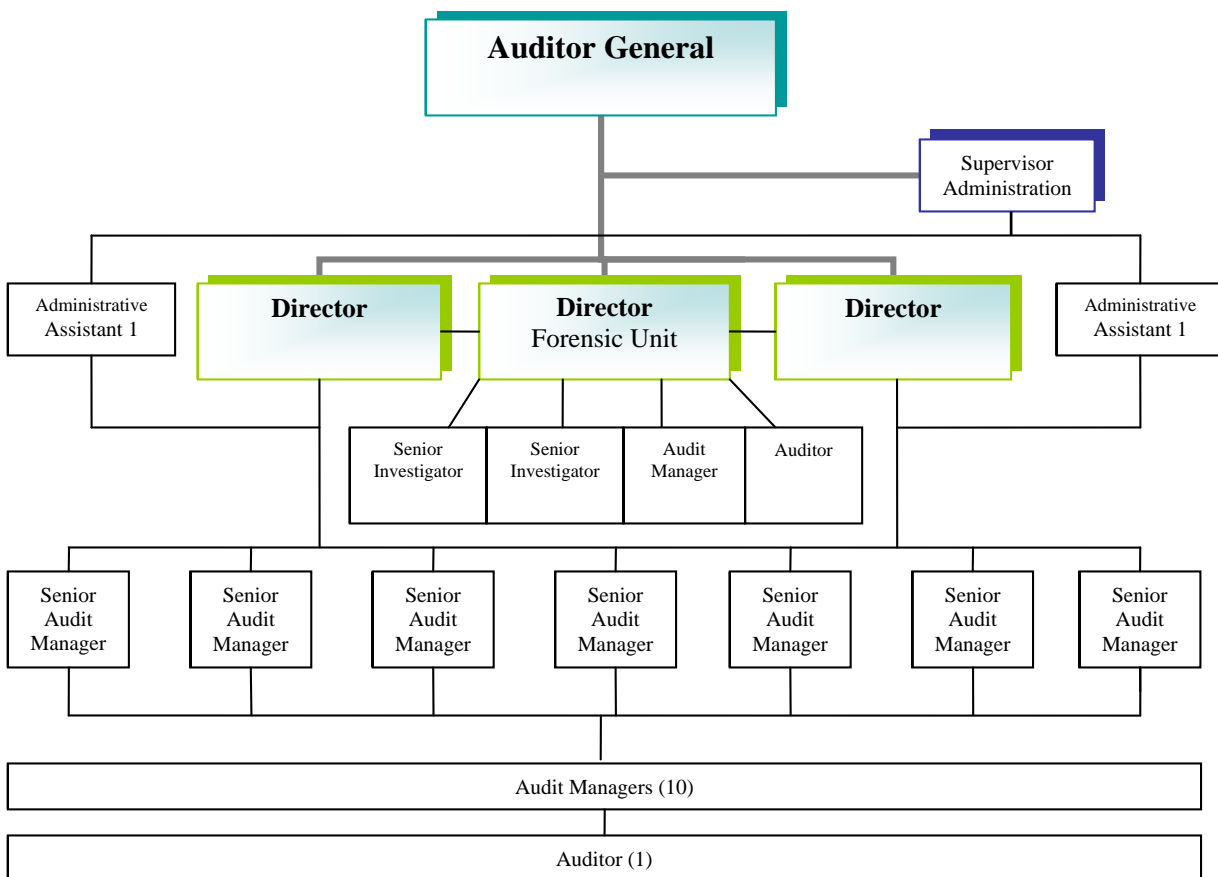 Auditor General
Supervisor
Administration
Administrative
Assistant 1
Director
Director
Forensic Unit
Director
Administrative
Assistant 1
Senior
Investigator
Senior
Investigator
Audit
Manager
Auditor
Senior
Audit
Manager
Senior
Audit
Manager
Senior
Audit
Manager
Senior
Audit
Manager
Senior
Audit
Manager
Senior
Audit
Manager
Senior
Audit
Manager
Audit Managers (10)
Auditor (1)